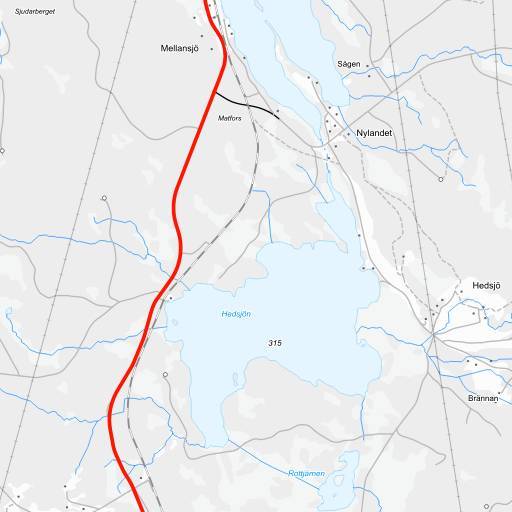 Sjudarberget
Mellansjö
Sågen
Matfors
Nylandet
Hedsjö
Hedsjön
315
Brännan
Rottjärnen